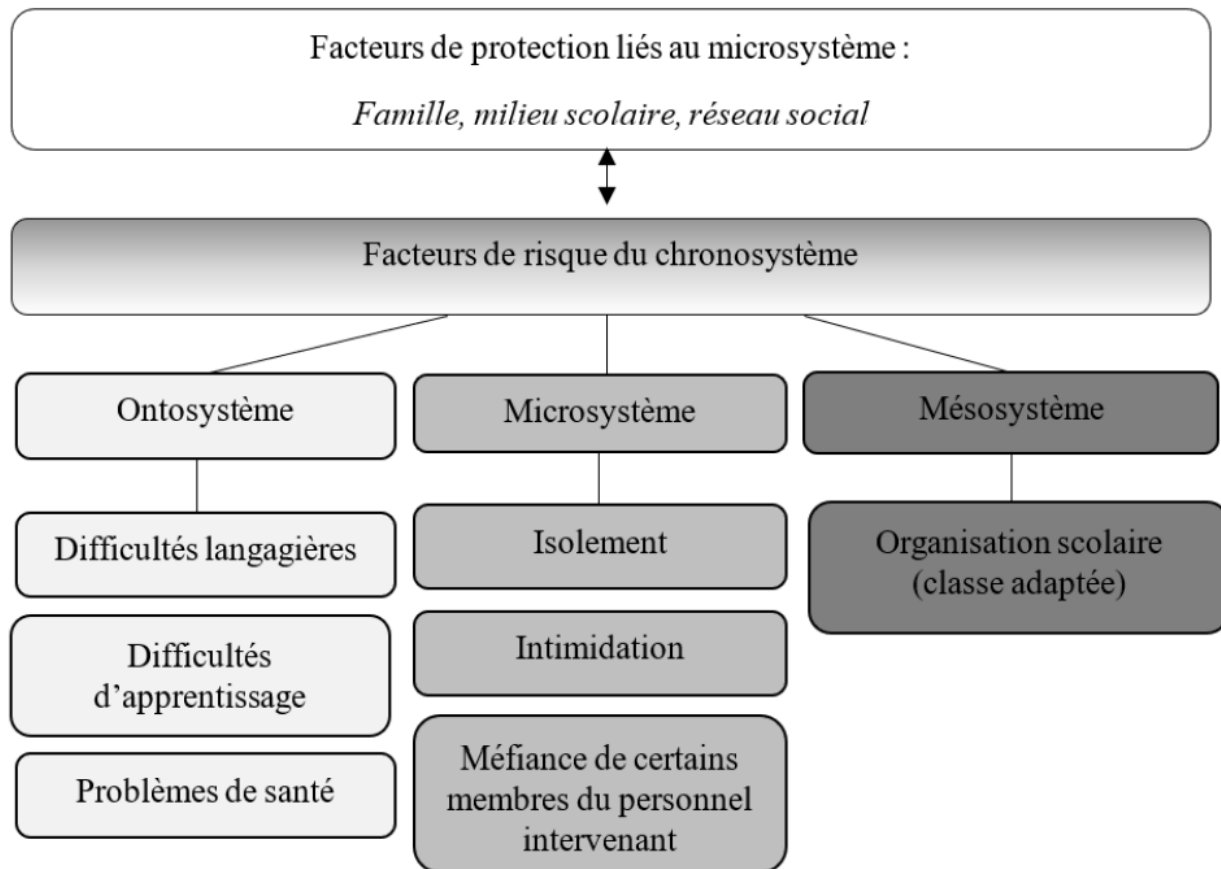 Facteurs de protection liés au microsystème :
Famille, milieu scolaire, réseau social
Facteurs de risque du chronosystème
Ontosystème
Microsystème
Mésosystème
Difficultés langagières
Isolement
Organisation scolaire
(classe adaptée)
Difficultés
d’apprentissage
Intimidation
Problèmes de santé
Méfiance de certains
membres du personnel
intervenant